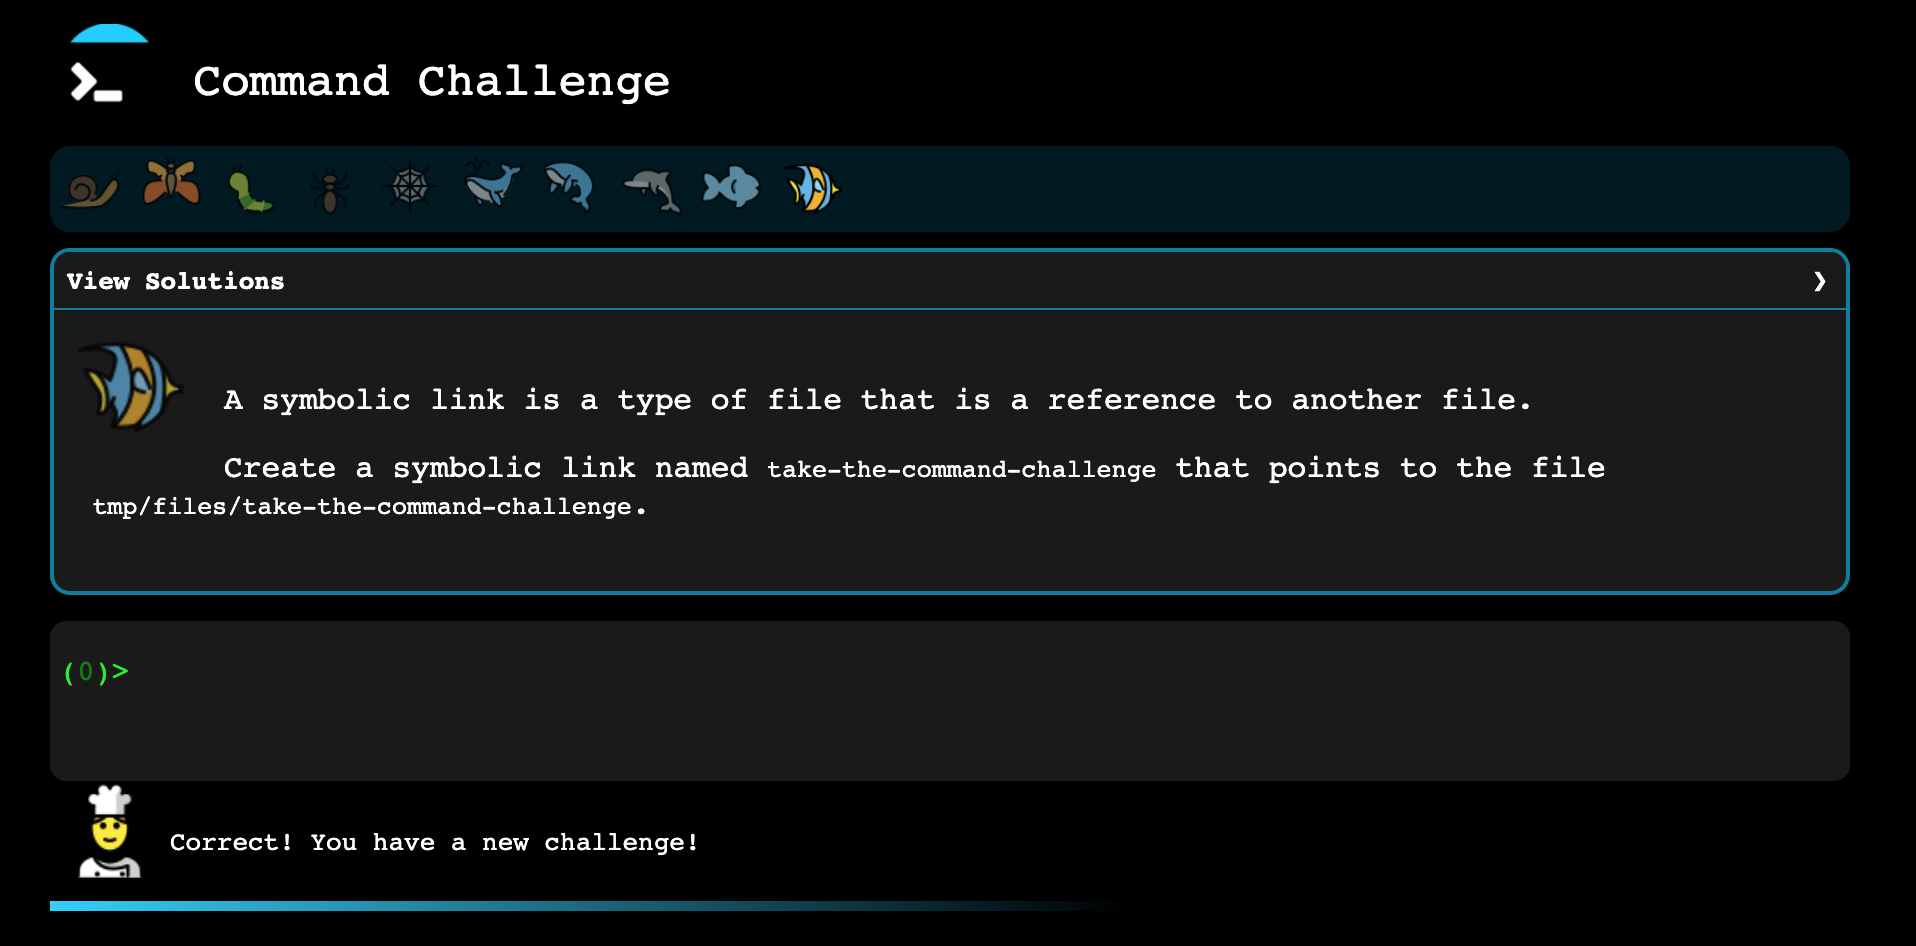 Command Challenge
View Solutions ❯
A symbolic link is a type of file that is a reference to another file.
Create a symbolic link named take-the-command-challenge that points to the file
tmp/files/take-the-command-challenge.
(0)>
Correct! You have a new challenge!